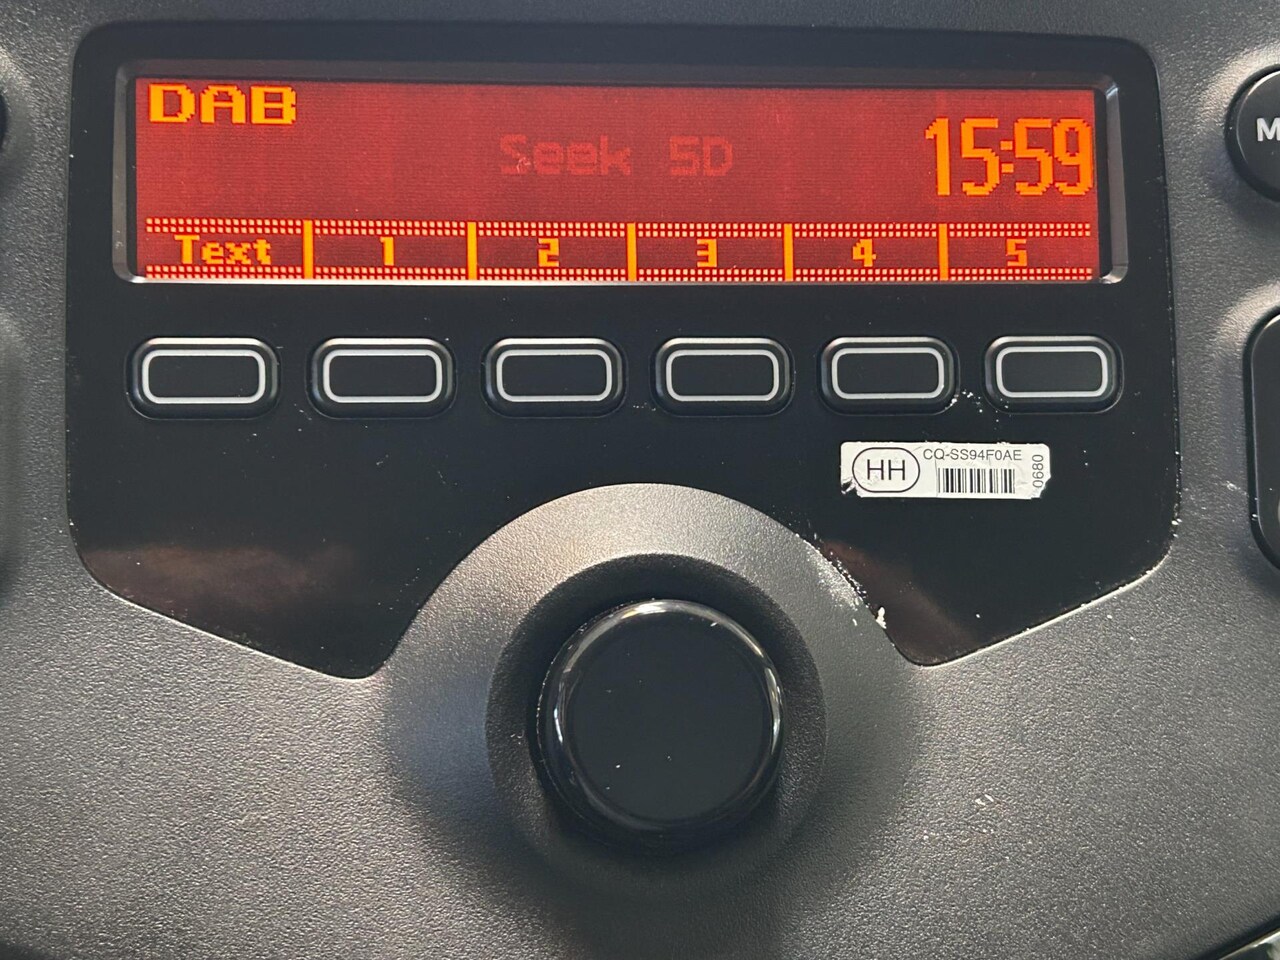 DAB
Seek 5D
15:59
Text 1 2 3 4 5
M
HH
CQ-SS94F0AE
0680